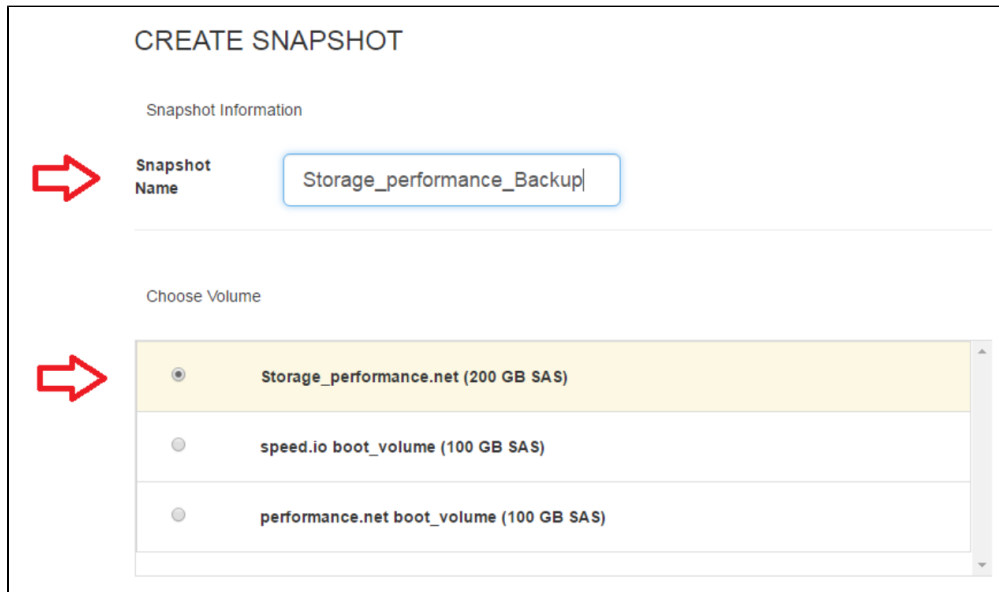 CREATE SNAPSHOT
Snapshot Information
Snapshot
Name
Storage_performance_Backup
Choose Volume
Storage_performance.net (200 GB SAS)
speed.io boot_volume (100 GB SAS)
performance.net boot_volume (100 GB SAS)